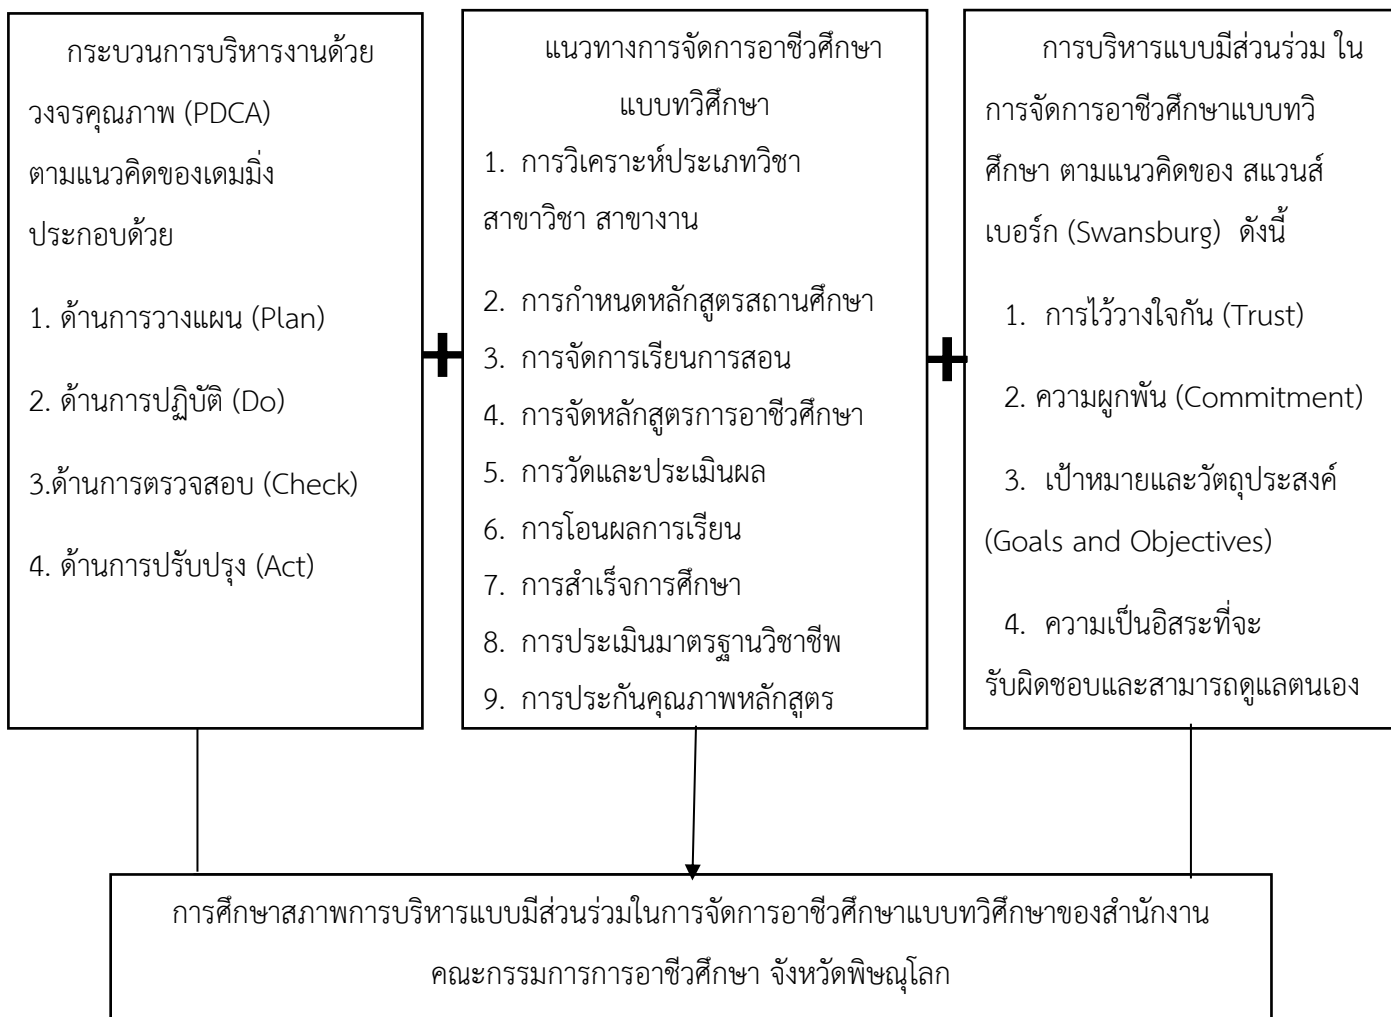 กระบวนการบริหารงานด้วย
วงจรคุณภาพ (PDCA)
ตามแนวคิดของเดมมิ่ง
ประกอบด้วย
1. ด้านการวางแผน (Plan)
2. ด้านการปฏิบัติ (Do)
3.ด้านการตรวจสอบ (Check)
4. ด้านการปรับปรุง (Act)
+
แนวทางการจัดการอาชีวศึกษา
แบบทวิศึกษา
1. การวิเคราะห์ประเภทวิชา
สาขาวิชา สาขางาน
2. การกำหนดหลักสูตรสถานศึกษา
3. การจัดการเรียนการสอน
4. การจัดหลักสูตรการอาชีวศึกษา
5. การวัดและประเมินผล
6. การโอนผลการเรียน
7. การสำเร็จการศึกษา
8. การประเมินมาตรฐานวิชาชีพ
9. การประกันคุณภาพหลักสูตร
+
การบริหารแบบมีส่วนร่วม ใน
การจัดการอาชีวศึกษาแบบทวิ
ศึกษา ตามแนวคิดของ สแวนส์
เบอร์ก (Swansburg) ดังนี้
1. การไว้วางใจกัน (Trust)
2. ความผูกพัน (Commitment)
3. เป้าหมายและวัตถุประสงค์
(Goals and Objectives)
4. ความเป็นอิสระที่จะ
รับผิดชอบและสามารถดูแลตนเอง
การศึกษาสภาพการบริหารแบบมีส่วนร่วมในการจัดการอาชีวศึกษาแบบทวิศึกษาของสำนักงาน
คณะกรรมการการอาชีวศึกษา จังหวัดพิษณุโลก